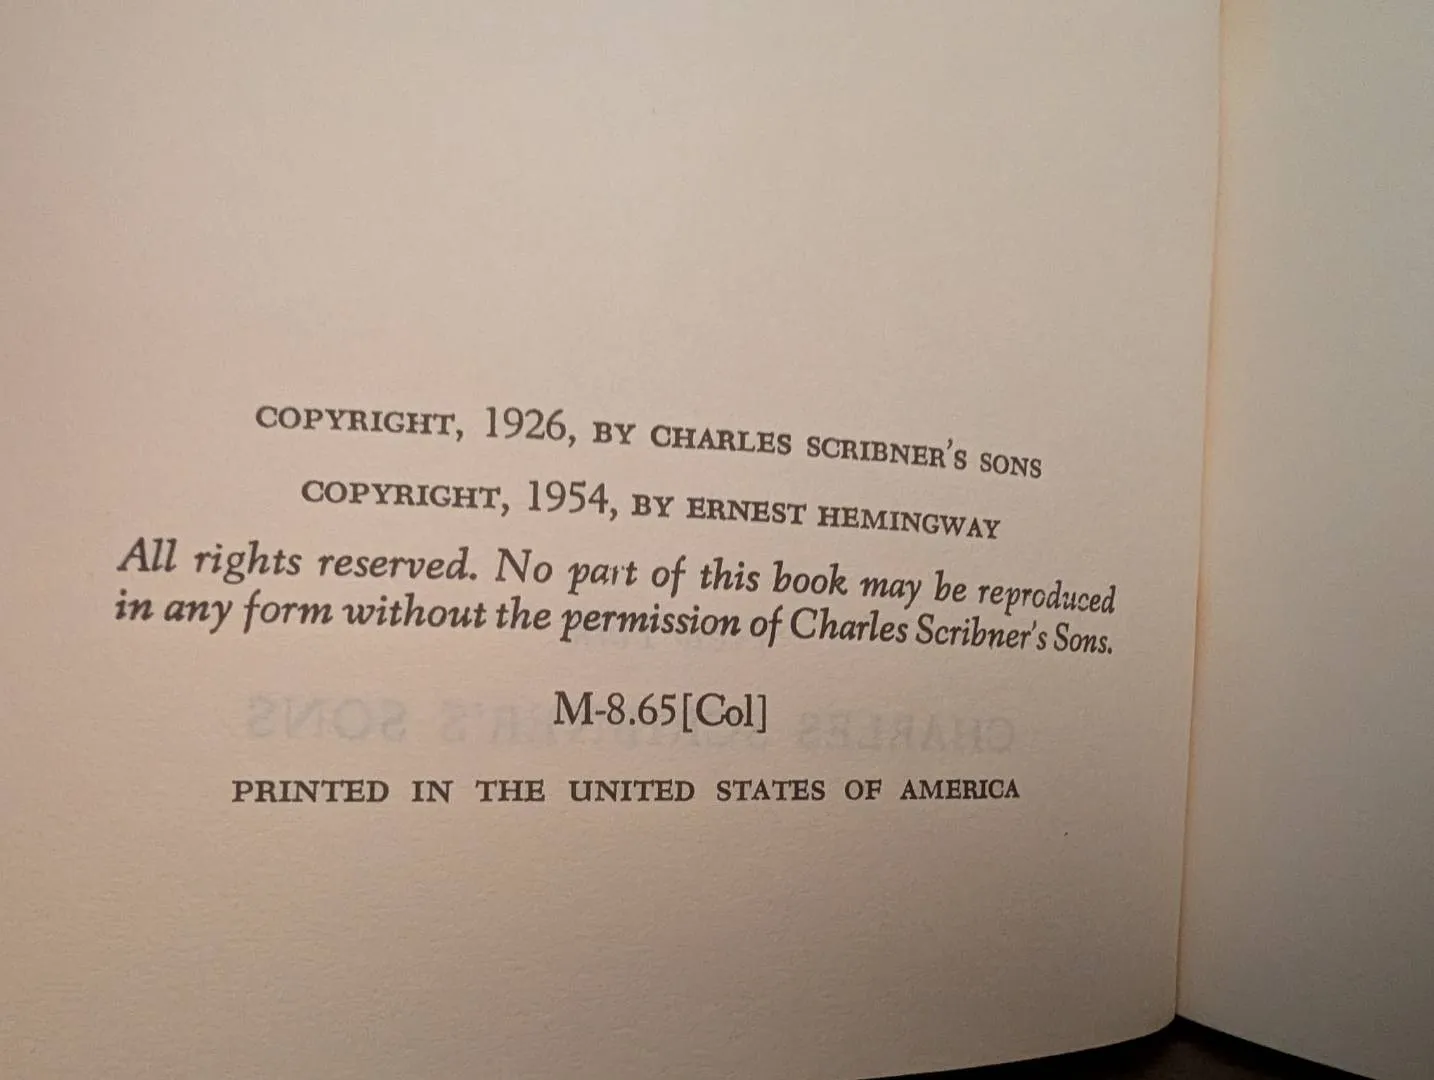 COPYRIGHT, 1926, BY CHARLES SCRIBNER'S SONS
COPYRIGHT, 1954, BY ERNEST HEMINGWAY
All rights reserved. No part of this book may be reproduced
in any form without the permission of Charles Scribner's Sons.
M-8.65[Col]
PRINTED IN THE UNITED STATES OF AMERICA